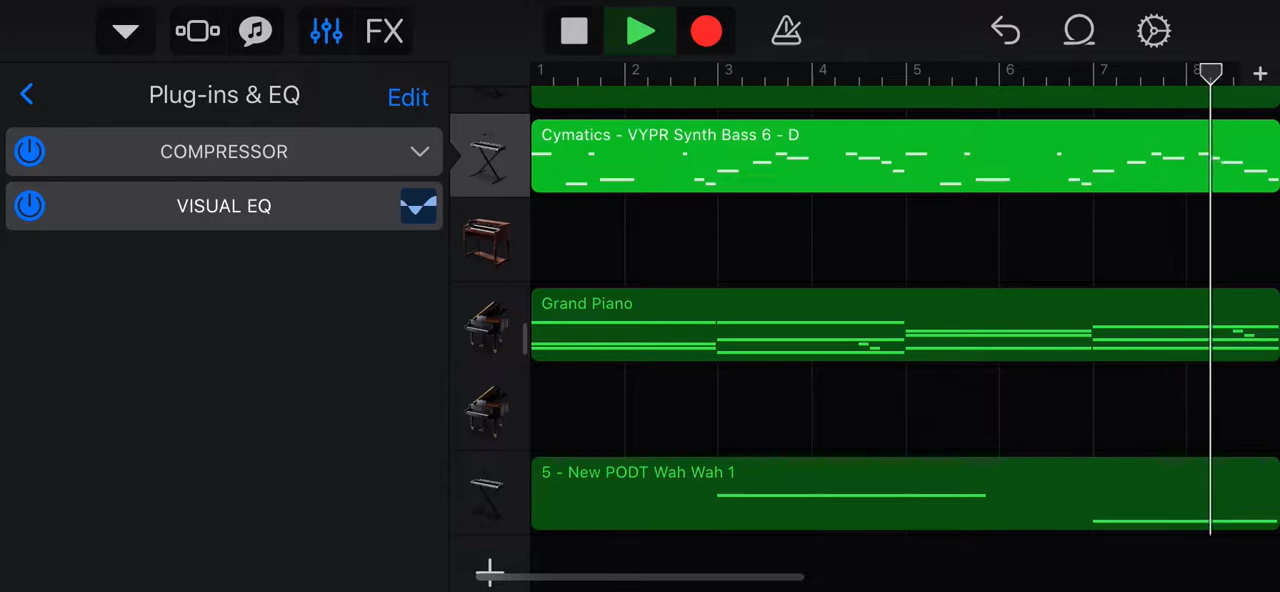 FX
Plug-ins & EQ
Edit
COMPRESSOR
VISUAL EQ
1 2 3 4 5 6 7 8
Cymatics - VYPR Synth Bass 6 - D
Grand Piano
5 - New PODT Wah Wah 1